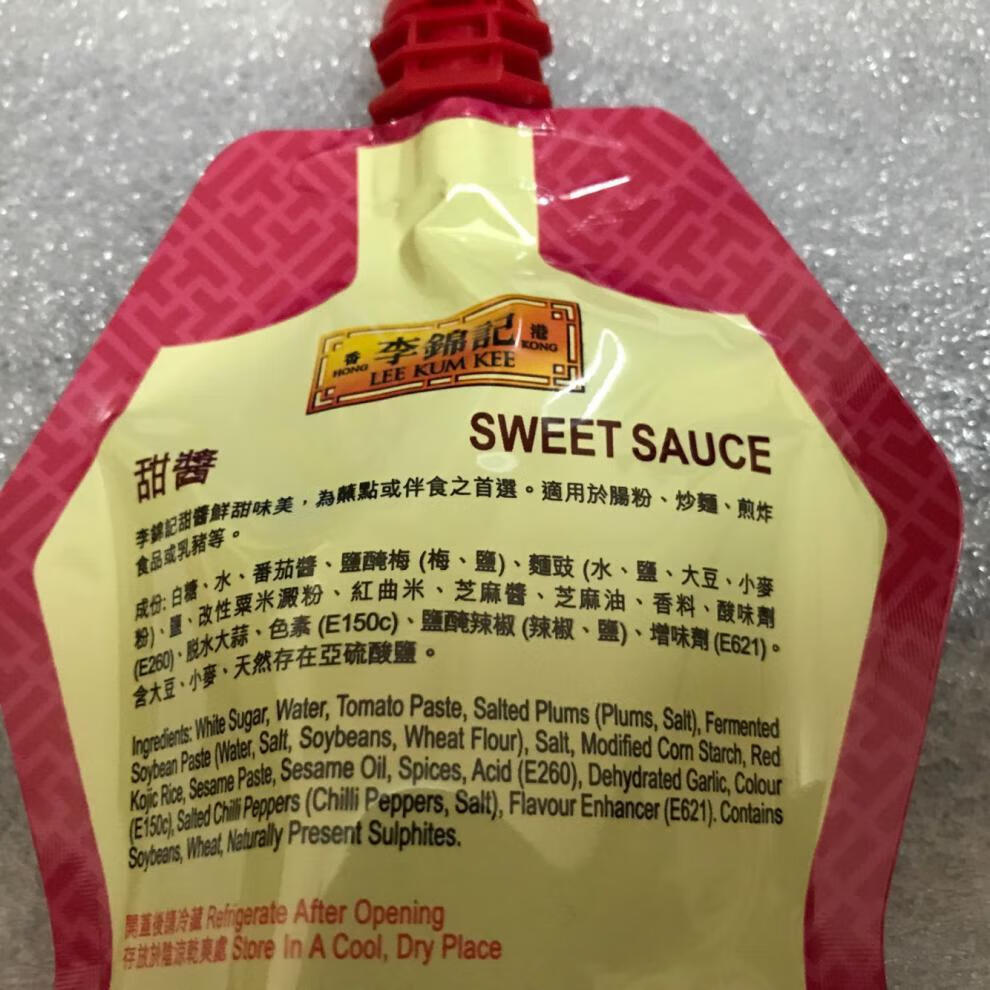 香 李錦記 港
HONG LEE KUM KEE KONG
SWEET SAUCE
甜醬
李錦記甜醬鮮甜味美，為蘸點或伴食之首選。適用於腸粉、炒麵、煎炸
食品或乳豬等。
成份: 白糖、水、番茄醬、鹽醃梅 (梅、鹽)、麵豉 (水、鹽、大豆、小麥
粉)、鹽、改性粟米澱粉、紅曲米、芝麻醬、芝麻油、香料、酸味劑
(E260)、脫水大蒜、色素 (E150c)、鹽醃辣椒 (辣椒、鹽)、增味劑 (E621)。
含大豆、小麥、天然存在亞硫酸鹽。
Ingredients: White Sugar, Water, Tomato Paste, Salted Plums (Plums, Salt), Fermented
Soybean Paste (Water, Salt, Soybeans, Wheat Flour), Salt, Modified Corn Starch, Red
Kojic Rice, Sesame Paste, Sesame Oil, Spices, Acid (E260), Dehydrated Garlic, Colour
(E150c), Salted Chilli Peppers (Chilli Peppers, Salt), Flavour Enhancer (E621). Contains
Soybeans, Wheat, Naturally Present Sulphites.
開蓋後請冷藏 Refrigerate After Opening
存放於陰涼乾爽處 Store In A Cool, Dry Place